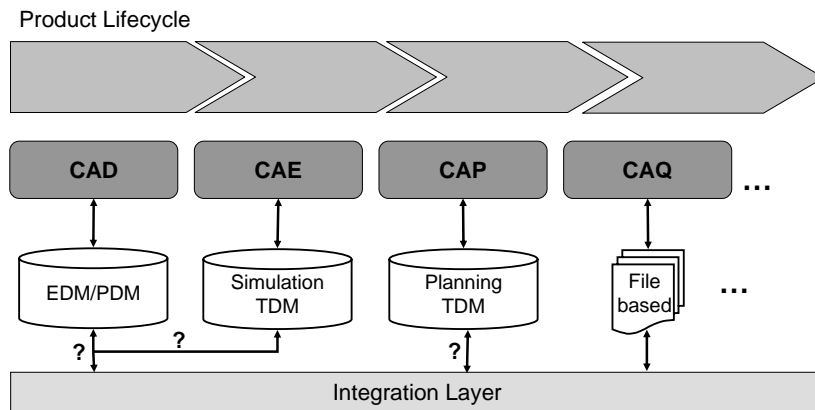 Product Lifecycle
CAD
CAE
CAP
CAQ
...
EDM/PDM
Simulation
TDM
Planning
TDM
File
based
...
?
?
?
Integration Layer